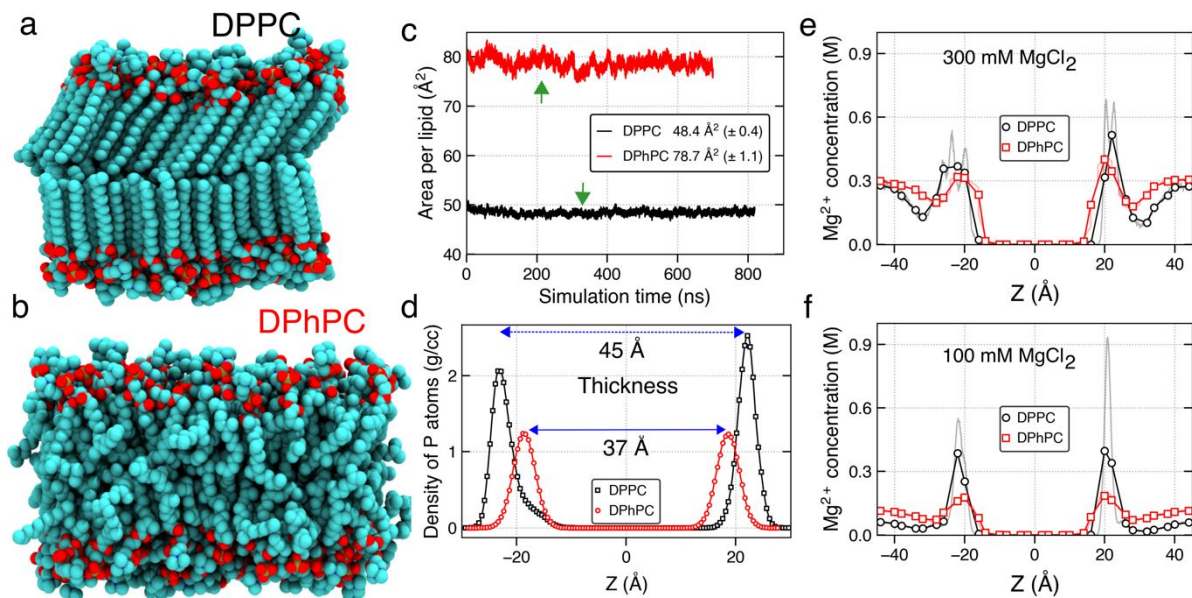 a
DPPC
b
DPhPC
c
Area per lipid (Å²)
80
70
60
50
40
DPPC 48.4 Å² (± 0.4)
DPhPC 78.7 Å² (± 1.1)
0 200 400 600 800
Simulation time (ns)
d
Density of P atoms (g/cc)
2
1
0
45 Å
Thickness
37 Å
DPPC
DPhPC
−20 0 20
Z (Å)
e
Mg²⁺ concentration (M)
0.9
0.6
0.3
0.0
300 mM MgCl₂
DPPC
DPhPC
−40 −20 0 20 40
Z (Å)
f
Mg²⁺ concentration (M)
0.9
0.6
0.3
0.0
100 mM MgCl₂
DPPC
DPhPC
−40 −20 0 20 40
Z (Å)